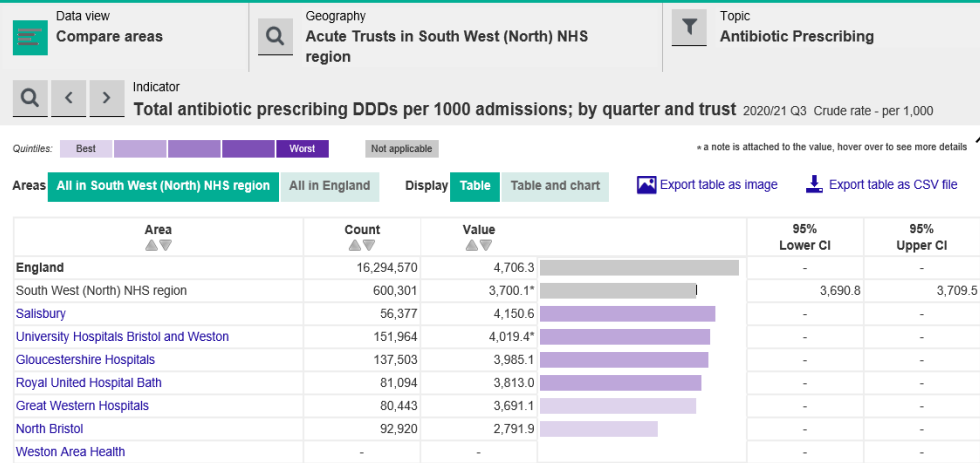 Data view
Compare areas
Geography
Acute Trusts in South West (North) NHS
region
Topic
Antibiotic Prescribing
Indicator
Total antibiotic prescribing DDDs per 1000 admissions; by quarter and trust 2020/21 Q3 Crude rate - per 1,000
Quintiles: Best Worst Not applicable
* a note is attached to the value, hover over to see more details
Areas All in South West (North) NHS region All in England Display Table Table and chart Export table as image Export table as CSV file
Area Count Value 95% Lower CI 95% Upper CI
England 16,294,570 4,706.3 - -
South West (North) NHS region 600,301 3,700.1* 3,690.8 3,709.5
Salisbury 56,377 4,150.6 - -
University Hospitals Bristol and Weston 151,964 4,019.4* - -
Gloucestershire Hospitals 137,503 3,985.1 - -
Royal United Hospital Bath 81,094 3,813.0 - -
Great Western Hospitals 80,443 3,691.1 - -
North Bristol 92,920 2,791.9 - -
Weston Area Health - - - -